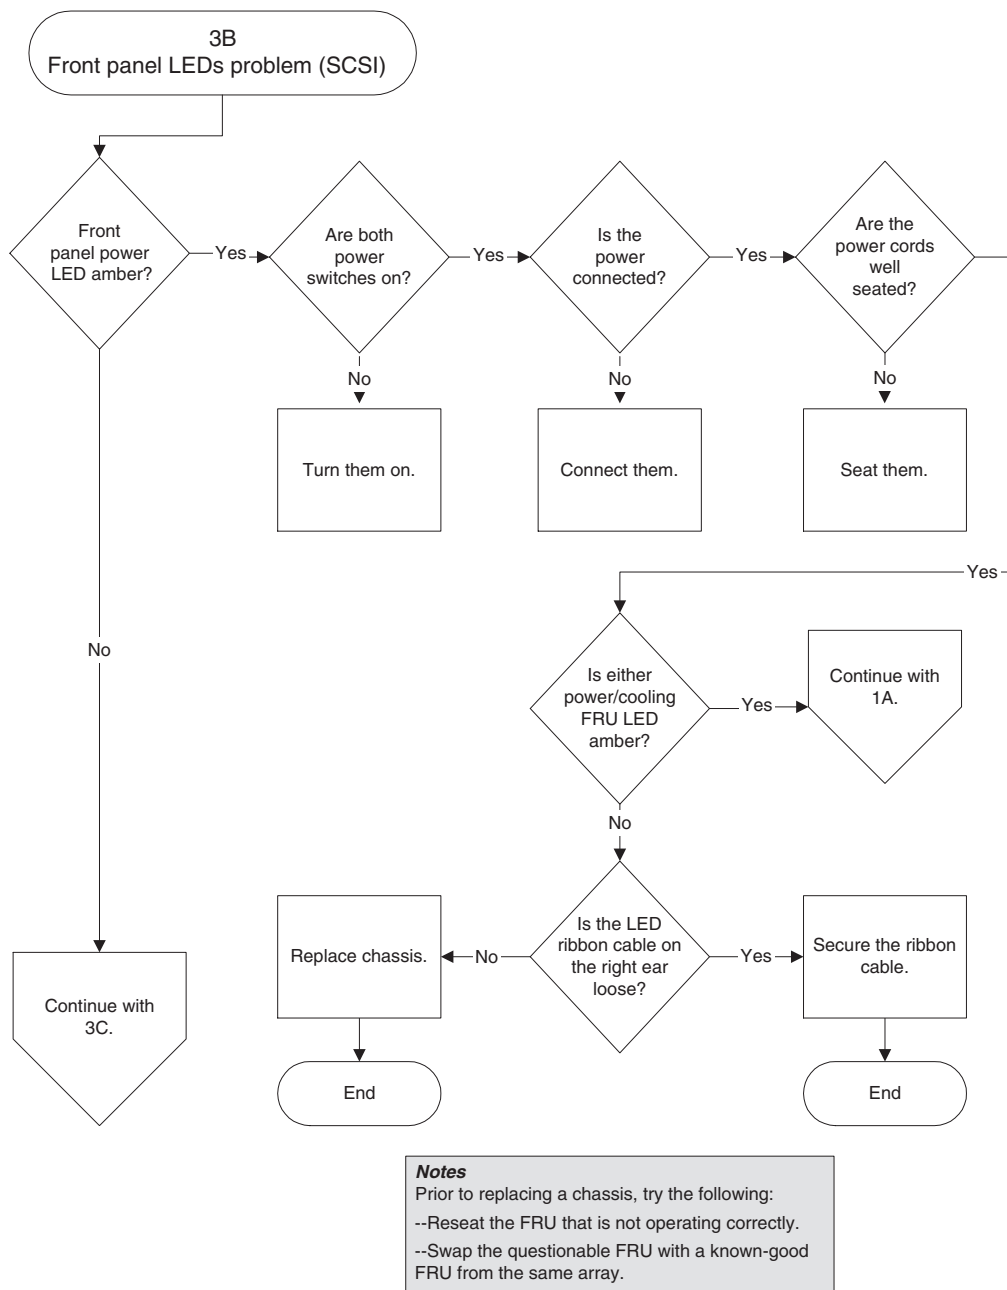 3B
Front panel LEDs problem (SCSI)
Front
panel power
LED amber?
Yes
Are both
power
switches on?
Yes
Is the
power
connected?
Yes
Are the
power cords
well
seated?
No
No
No
Turn them on.
Connect them.
Seat them.
Yes
No
Is either
power/cooling
FRU LED
amber?
Yes
Continue with
1A.
No
Replace chassis.
No
Is the LED
ribbon cable on
the right ear
loose?
Yes
Secure the ribbon
cable.
Continue with
3C.
End
End
Notes
Prior to replacing a chassis, try the following:
--Reseat the FRU that is not operating correctly.
--Swap the questionable FRU with a known-good
FRU from the same array.